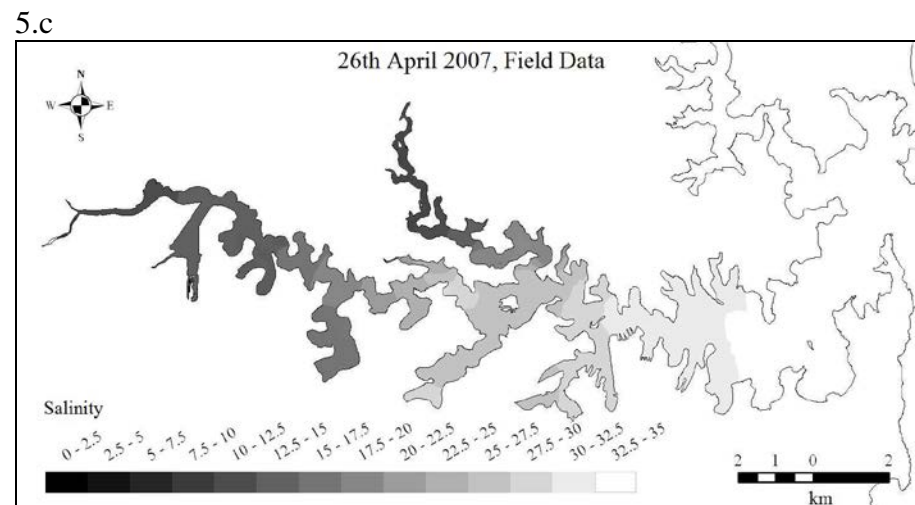 5.c
26th April 2007, Field Data
N
W E
S
Salinity
0 - 2.5
2.5 - 5
5 - 7.5
7.5 - 10
10 - 12.5
12.5 - 15
15 - 17.5
17.5 - 20
20 - 22.5
22.5 - 25
25 - 27.5
27.5 - 30
30 - 32.5
32.5 - 35
2 1 0 2
km